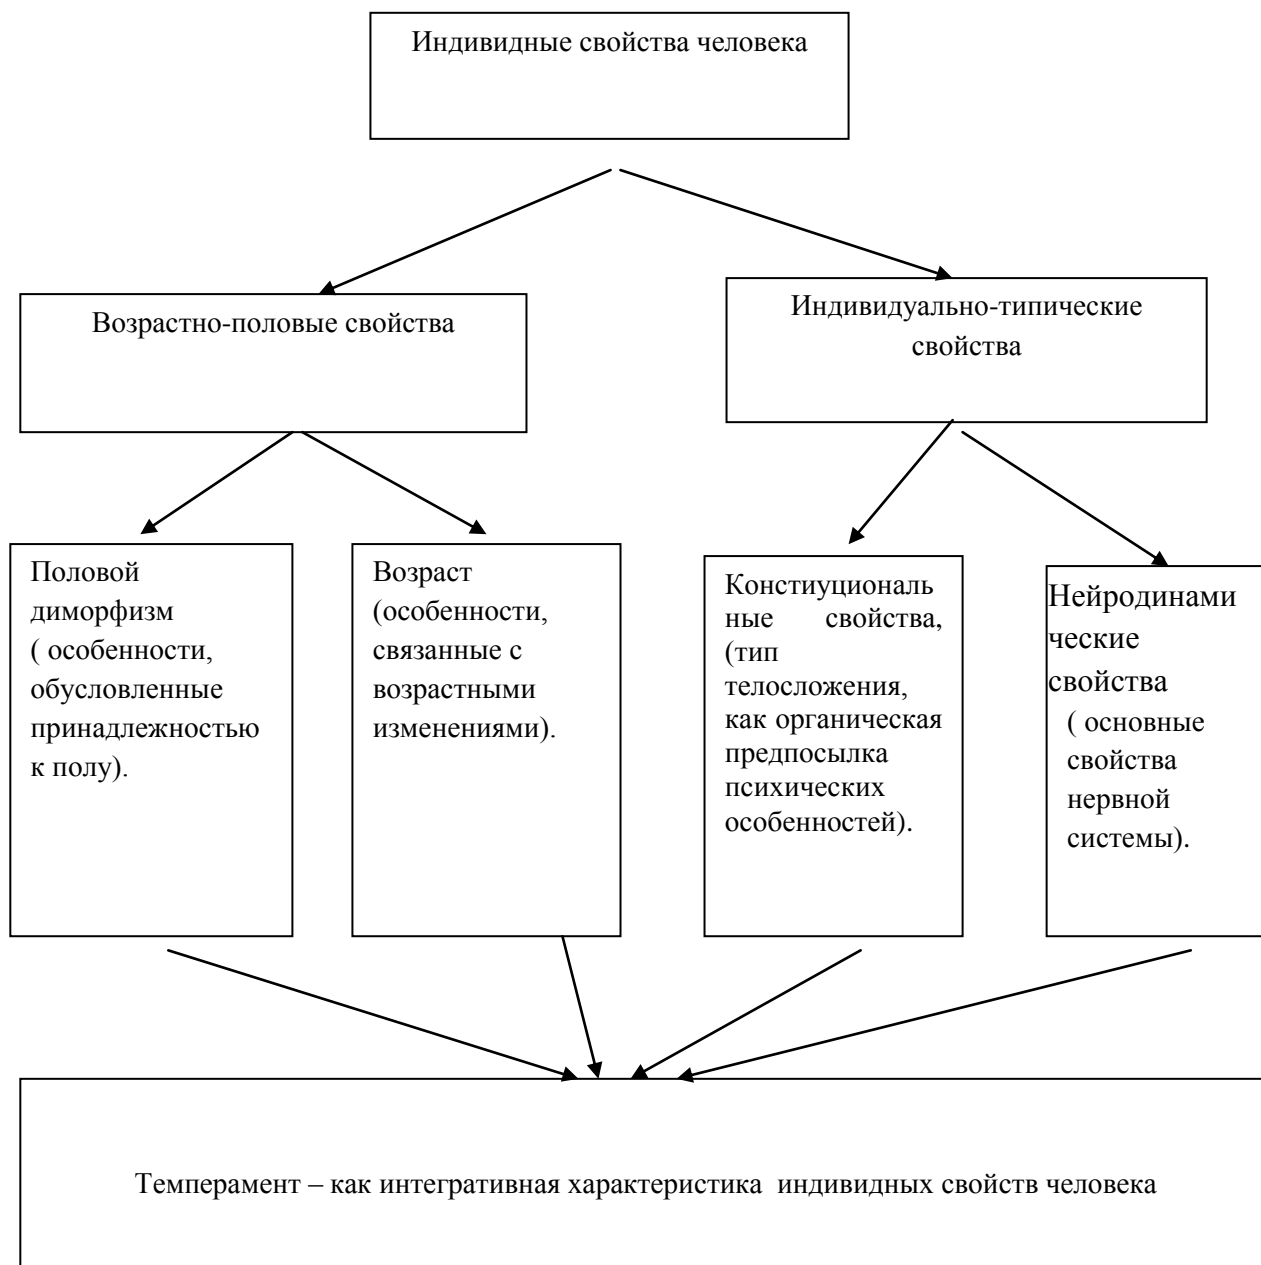 Индивидные свойства человека
Возрастно-половые свойства
Индивидуально-типические
свойства
Половой
диморфизм
( особенности,
обусловленные
принадлежностью
к полу).
Возраст
(особенности,
связанные с
возрастными
изменениями).
Констиуциональ
ные свойства,
(тип
телосложения,
как органическая
предпосылка
психических
особенностей).
Нейродинами
ческие
свойства
( основные
свойства
нервной
системы).
Темперамент – как интегративная характеристика индивидных свойств человека